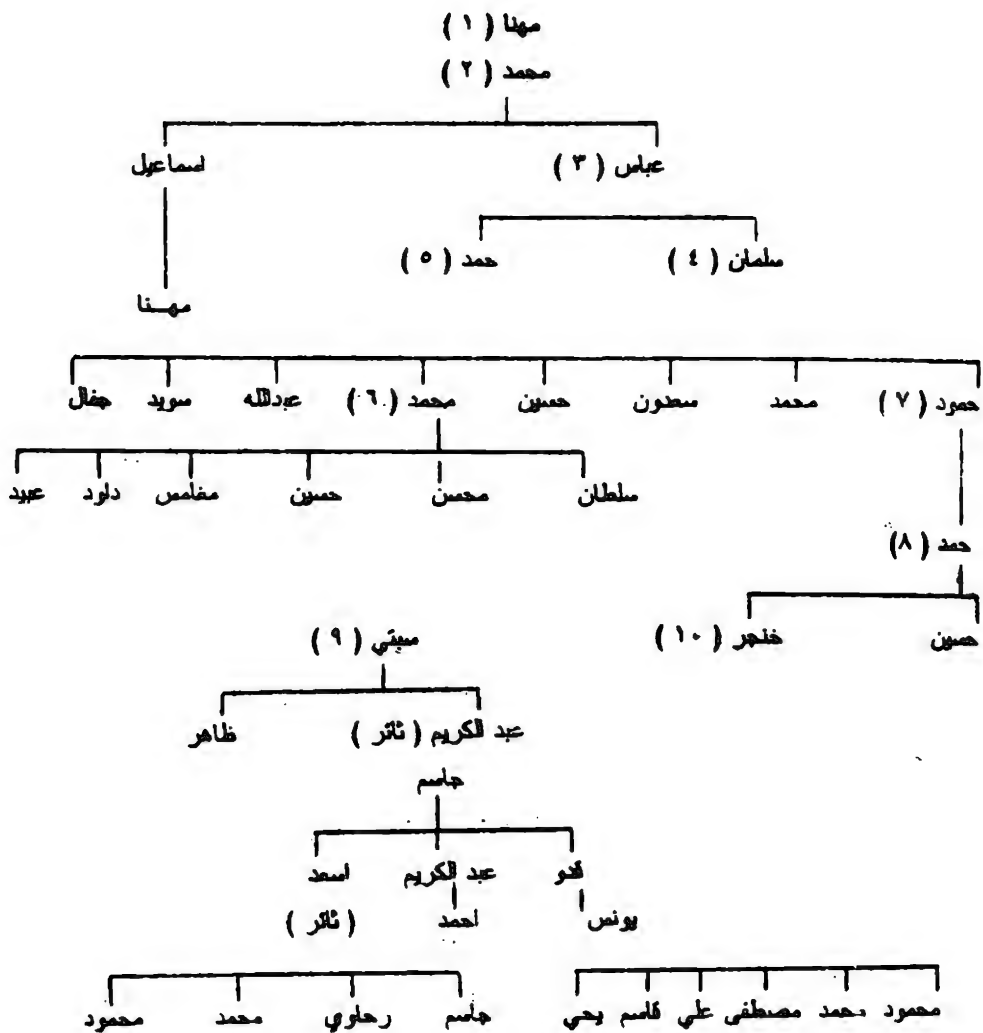 مهنا ( ١ )
محمد ( ٢ )
عباس ( ٣ ) اسماعيل
سلمان ( ٤ ) حمد ( ٥ )
مهنا
حمود ( ٧ ) محمد سعدون حسين محمد ( ٦ ) عبدالله سويد جفال
سلطان محسن حسين مغامس داود عبيد
حمد ( ٨ )
حسين خنجر ( ١٠ )
سبتي ( ٩ )
عبد الكريم ( ثائر ) ظاهر
جاسم
قدو عبد الكريم اسعد
يونس احمد ( ثائر )
محمود محمد مصطفى علي قاسم يحي جاسم رحاوي محمد محمود